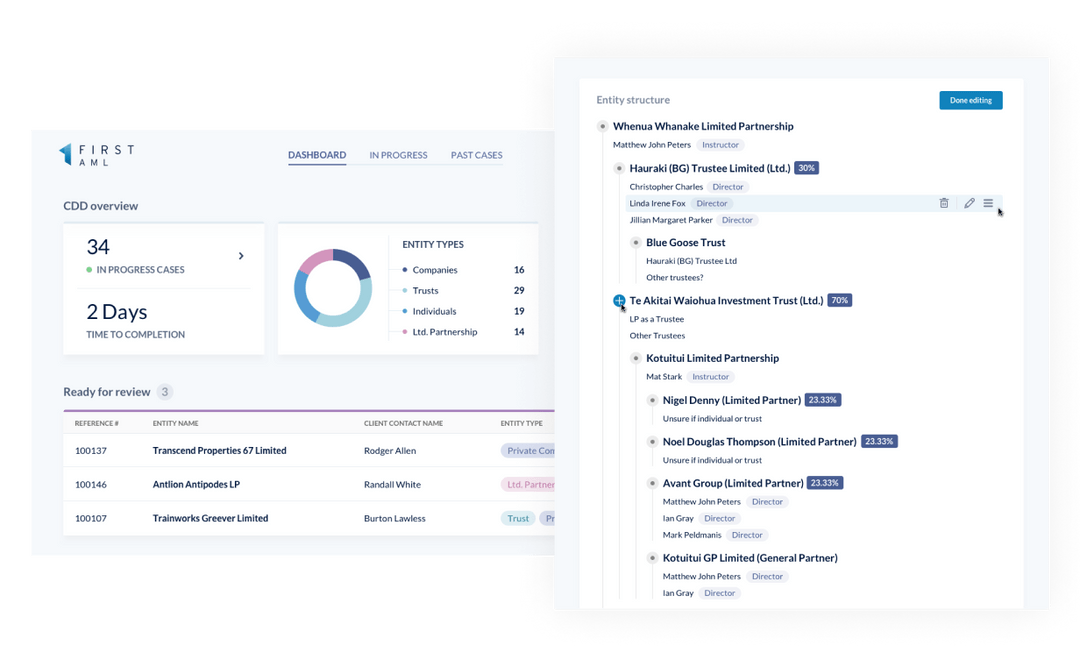 FIRST
AML
DASHBOARD IN PROGRESS PAST CASES
CDD overview
34
IN PROGRESS CASES
2 Days
TIME TO COMPLETION
ENTITY TYPES
Companies 16
Trusts 29
Individuals 19
Ltd. Partnership 14
Ready for review 3
REFERENCE # ENTITY NAME CLIENT CONTACT NAME ENTITY TYPE
100137 Transcend Properties 67 Limited Rodger Allen Private Con
100146 Antlion Antipodes LP Randall White Ltd. Partner
100107 Trainworks Greever Limited Burton Lawless Trust Pr
Entity structure Done editing
Whenua Whanake Limited Partnership
Matthew John Peters Instructor
Hauraki (BG) Trustee Limited (Ltd.) 30%
Christopher Charles Director
Linda Irene Fox Director
Jillian Margaret Parker Director
Blue Goose Trust
Hauraki (BG) Trustee Ltd
Other trustees?
Te Akitai Waiohua Investment Trust (Ltd.) 70%
LP as a Trustee
Other Trustees
Kotuitui Limited Partnership
Mat Stark Instructor
Nigel Denny (Limited Partner) 23.33%
Unsure if individual or trust
Noel Douglas Thompson (Limited Partner) 23.33%
Unsure if individual or trust
Avant Group (Limited Partner) 23.33%
Matthew John Peters Director
Ian Gray Director
Mark Peldmanis Director
Kotuitui GP Limited (General Partner)
Matthew John Peters Director
Ian Gray Director